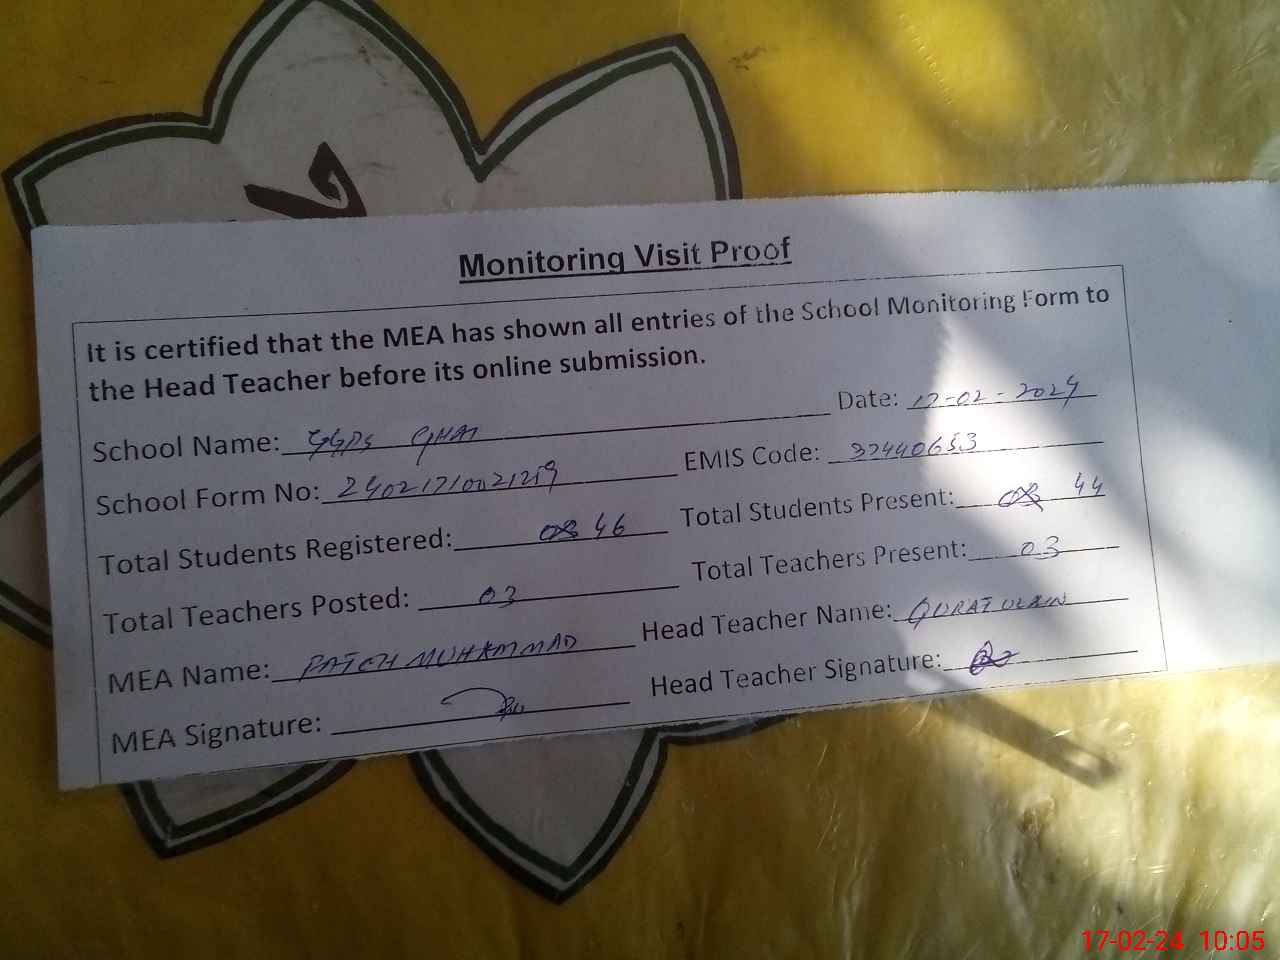 Monitoring Visit Proof
It is certified that the MEA has shown all entries of the School Monitoring Form to
the Head Teacher before its online submission.
School Name: GGPS GHAI Date: 17-02-2024
School Form No: EMIS Code: 32440653
Total Students Registered: 46 Total Students Present: 44
Total Teachers Posted: 03 Total Teachers Present: 03
MEA Name: FATEH MUHAMMAD Head Teacher Name: QURAT ULAIN
MEA Signature: Head Teacher Signature:
17-02-24 10:05